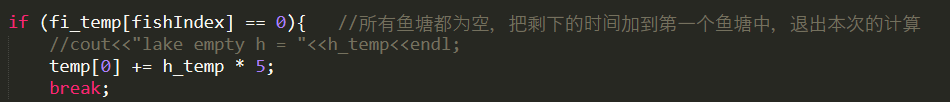 if (fi_temp[fishIndex] == 0){   //所有鱼塘都为空，把剩下的时间加到第一个鱼塘中，退出本次的计算
    //cout<<"lake empty h = "<<h_temp<<endl;
    temp[0] += h_temp * 5;
    break;